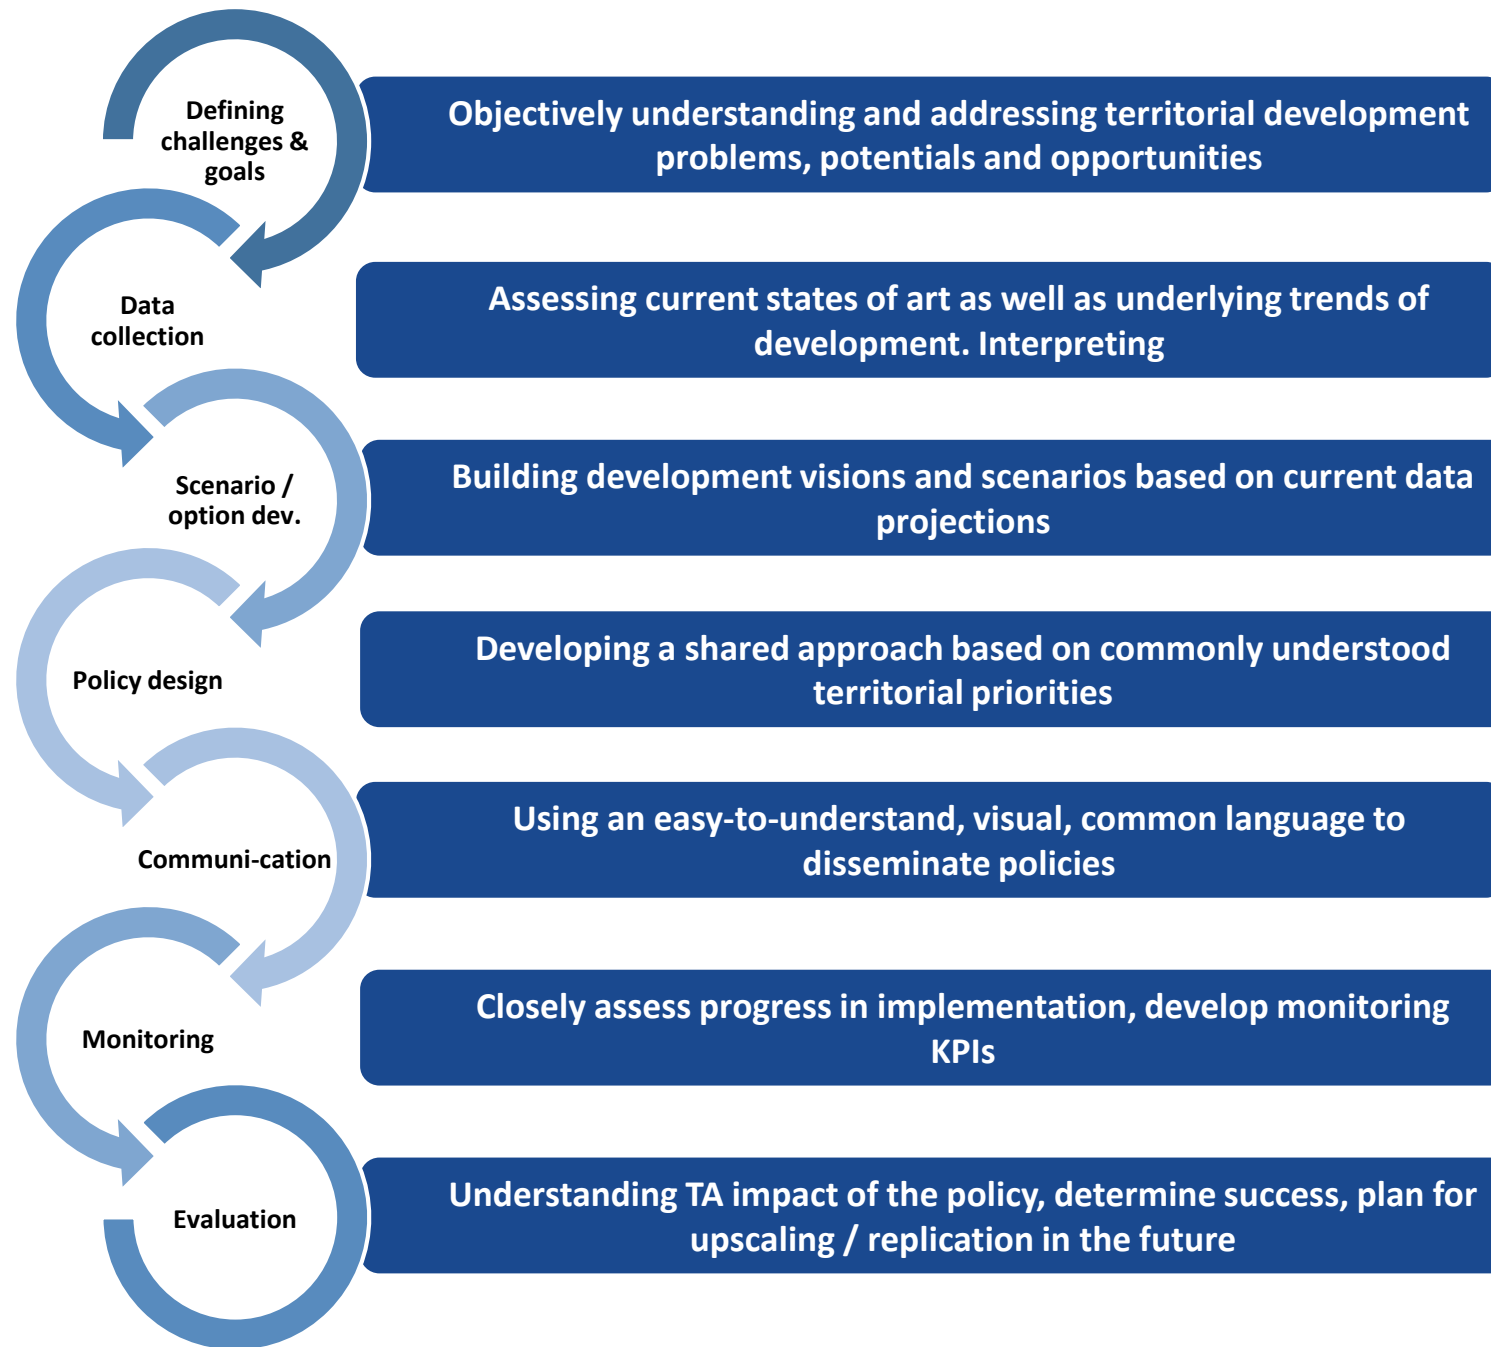 Defining
challenges &
goals
Objectively understanding and addressing territorial development
problems, potentials and opportunities
Data
collection
Assessing current states of art as well as underlying trends of
development. Interpreting
Scenario /
option dev.
Building development visions and scenarios based on current data
projections
Policy design
Developing a shared approach based on commonly understood
territorial priorities
Communi-cation
Using an easy-to-understand, visual, common language to
disseminate policies
Monitoring
Closely assess progress in implementation, develop monitoring
KPIs
Evaluation
Understanding TA impact of the policy, determine success, plan for
upscaling / replication in the future